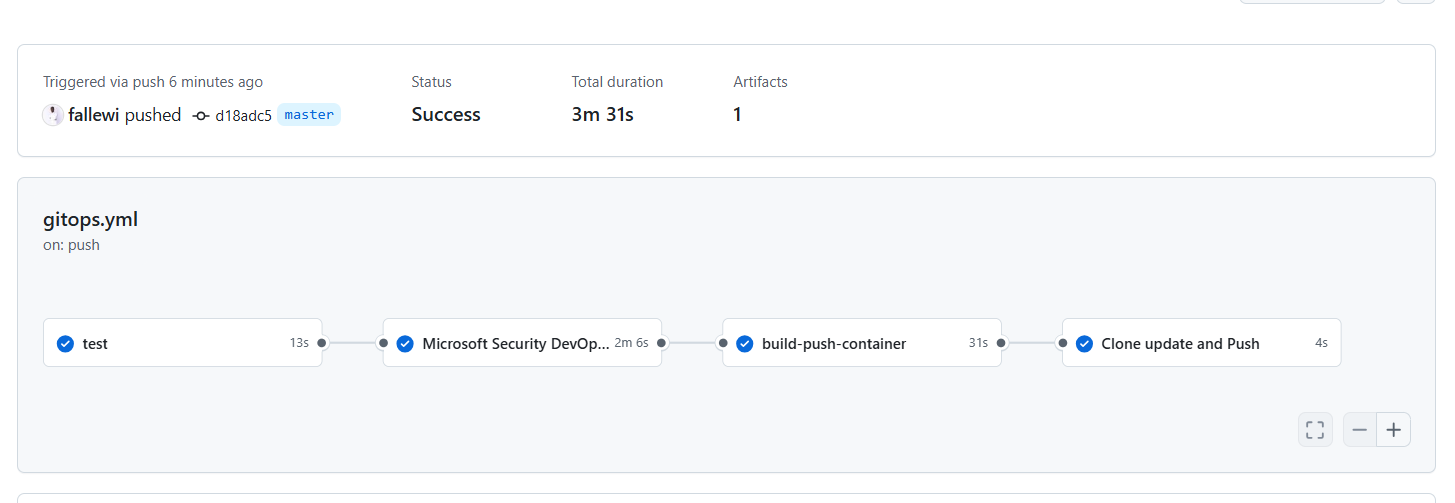 Triggered via push 6 minutes ago
fallewi pushed d18adc5 master
Status
Success
Total duration
3m 31s
Artifacts
1
gitops.yml
on: push
test 13s
Microsoft Security DevOp... 2m 6s
build-push-container 31s
Clone update and Push 4s